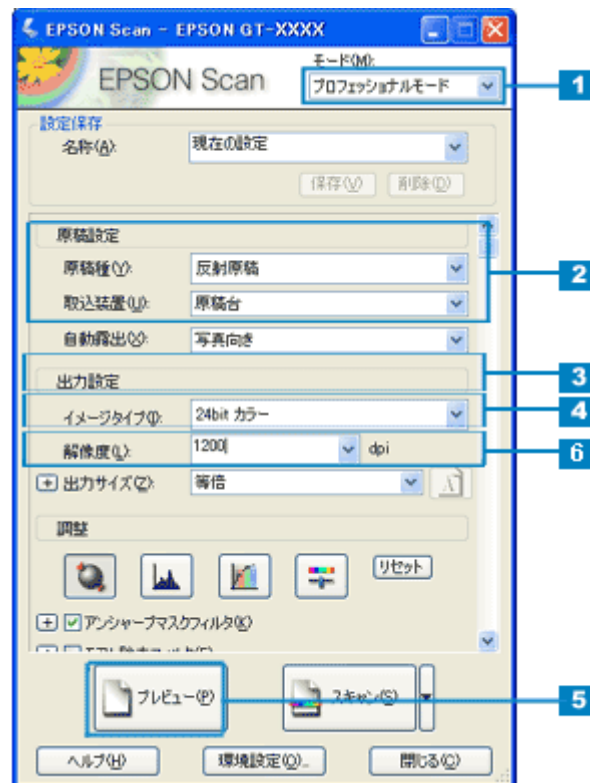 EPSON Scan - EPSON GT-XXXX
EPSON Scan
モード(M):
プロフェッショナルモード
1
設定保存
名称(A):
現在の設定
保存(V)
削除(D)
原稿設定
原稿種(Y):
反射原稿
2
取込装置(U):
原稿台
自動露出(X):
写真向き
3
出力設定
イメージタイプ(I):
24bit カラー
4
解像度(L):
1200
dpi
6
出力サイズ(Z):
等倍
調整
リセット
アンシャープマスクフィルタ(K)
プレビュー(P)
スキャン(S)
5
ヘルプ(H)
環境設定(O)...
閉じる(C)